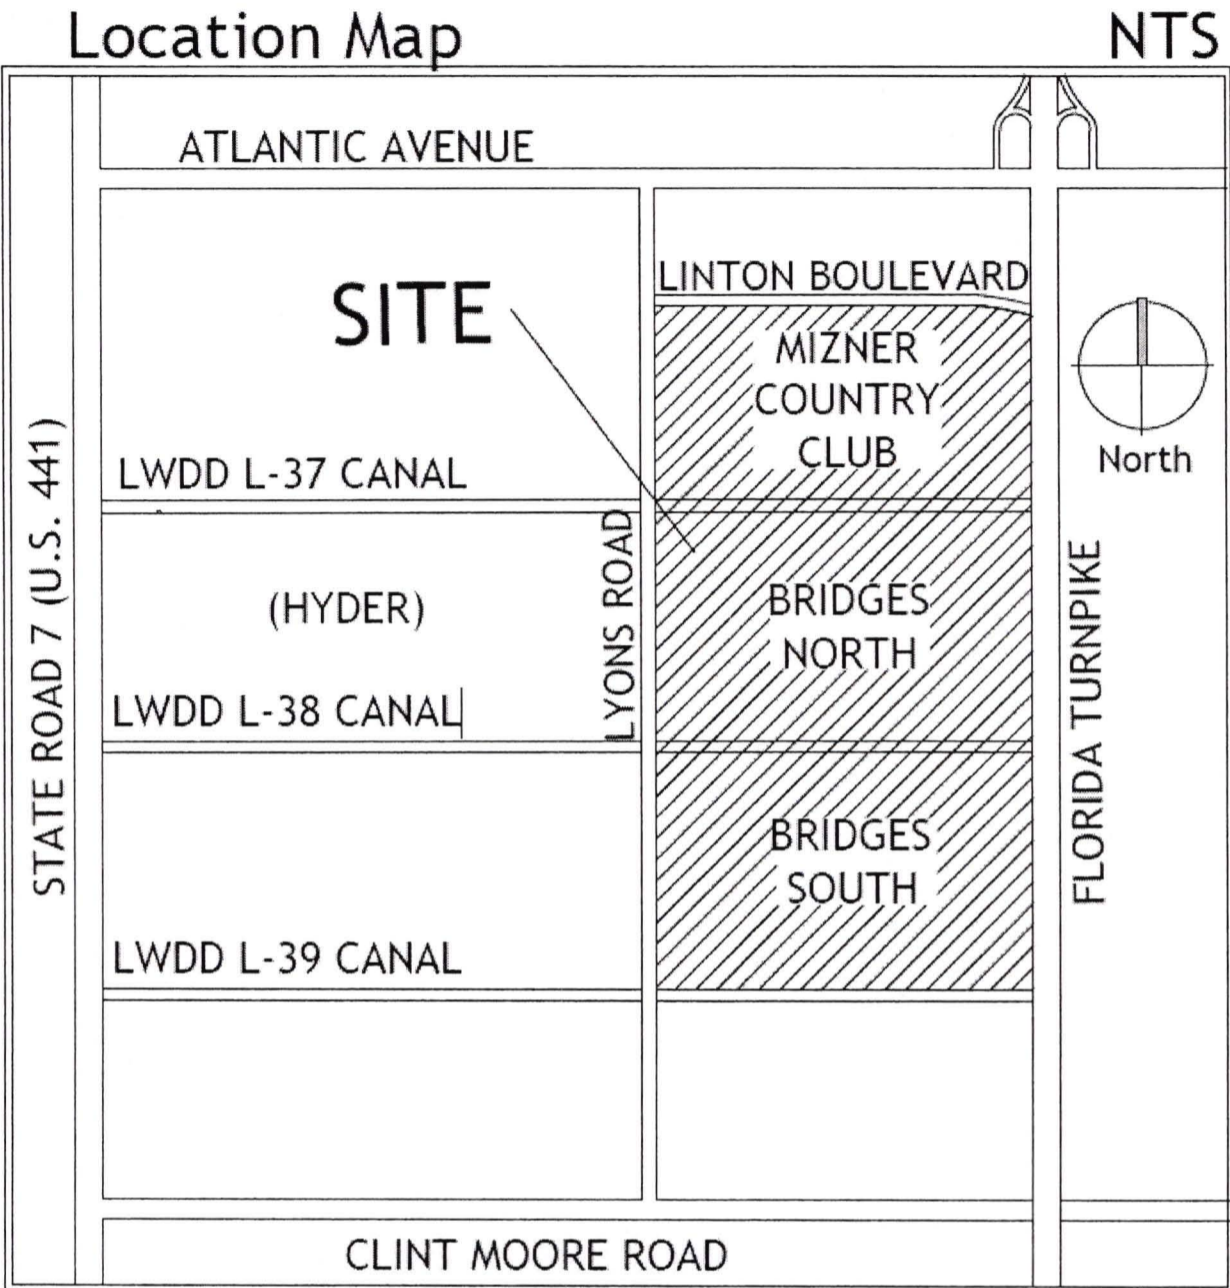 Location Map
NTS
ATLANTIC AVENUE
LINTON BOULEVARD
SITE
MIZNER
COUNTRY
CLUB
North
LWDD L-37 CANAL
STATE ROAD 7 (U.S. 441)
(HYDER)
LYONS ROAD
BRIDGES
NORTH
FLORIDA TURNPIKE
LWDD L-38 CANAL
BRIDGES
SOUTH
LWDD L-39 CANAL
CLINT MOORE ROAD